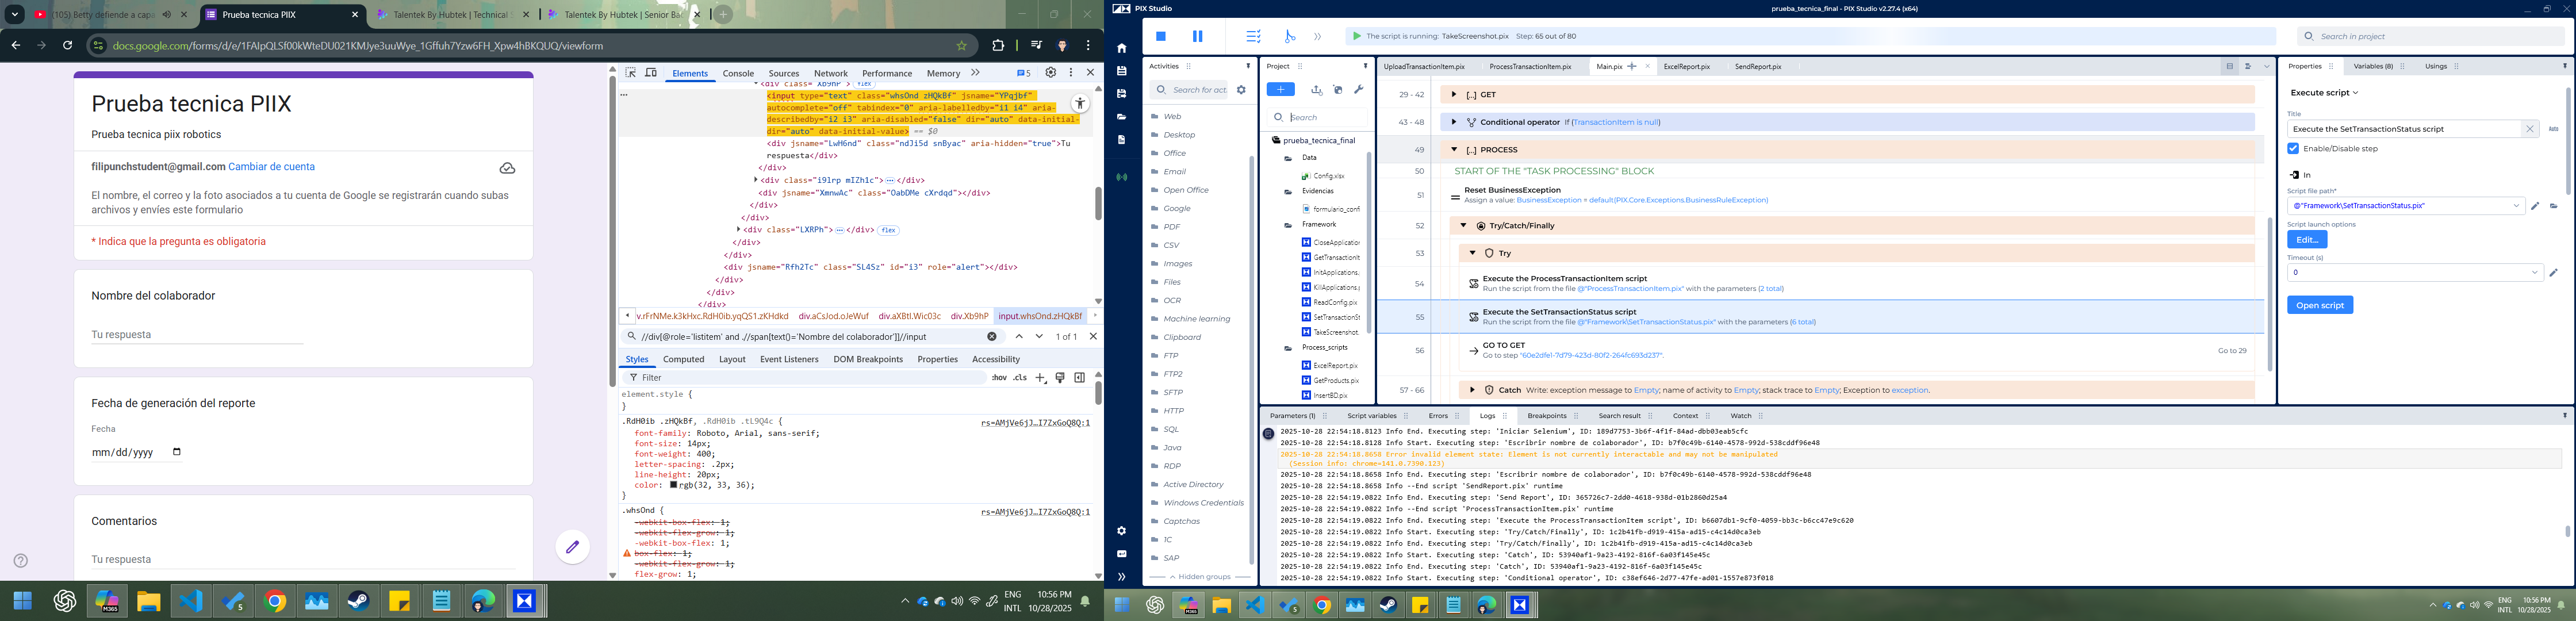 (105) Betty defiende a capa
Prueba tecnica PIIX
Talentek By Hubtek | Technical S
Talentek By Hubtek | Senior Bac
docs.google.com/forms/d/e/1FAIpQLSf00kWteDU021KMJye3uuWye_1Gffuh7Yzw6FH_Xpw4hBKQUQ/viewform
Prueba tecnica PIIX
Prueba tecnica piix robotics
filipunchstudent@gmail.com Cambiar de cuenta
El nombre, el correo y la foto asociados a tu cuenta de Google se registrarán cuando subas
archivos y envíes este formulario
* Indica que la pregunta es obligatoria
Nombre del colaborador
Tu respuesta
Fecha de generación del reporte
Fecha
mm/dd/yyyy
Comentarios
Tu respuesta
Elements Console Sources Network Performance Memory 5
<div class="Xb9hP"> flex
<input type="text" class="whsOnd zHQkBf" jsname="YPqjbf"
autocomplete="off" tabindex="0" aria-labelledby="i1 i4" aria-
describedby="i2 i3" aria-disabled="false" dir="auto" data-initial-
dir="auto" data-initial-value> == $0
<div jsname="LwH6nd" class="ndJi5d snByac" aria-hidden="true">Tu
respuesta</div>
</div>
<div class="i9lrp mIZh1c"> </div>
<div jsname="XmnwAc" class="OabDMe cXrdqd"></div>
</div>
</div>
<div class="LXRPh"> </div> flex
</div>
</div>
<div jsname="Rfh2Tc" class="SL4Sz" id="i3" role="alert"></div>
</div>
</div>
</div>
v.rFrNMe.k3kHxc.RdH0ib.yqQS1.zKHdkd div.aCsJod.oJeWuf div.aXBtI.Wic03c div.Xb9hP input.whsOnd.zHQkBf
//div[@role='listitem' and .//span[text()='Nombre del colaborador']]//input 1 of 1
Styles Computed Layout Event Listeners DOM Breakpoints Properties Accessibility
Filter :hov .cls
element.style {
}
.RdH0ib .zHQkBf, .RdH0ib .tL9Q4c { rs=AMjVe6jJ…I7ZxGoQ8Q:1
font-family: Roboto, Arial, sans-serif;
font-size: 14px;
font-weight: 400;
letter-spacing: .2px;
line-height: 20px;
color: rgb(32, 33, 36);
}
.whsOnd { rs=AMjVe6jJ…I7ZxGoQ8Q:1
-webkit-box-flex: 1;
-webkit-flex-grow: 1;
-webkit-box-flex: 1;
box-flex: 1;
-webkit-flex-grow: 1;
flex-grow: 1;
ENG
INTL
10:56 PM
10/28/2025
PIX Studio
prueba_tecnica_final - PIX Studio v2.27.4 (x64)
The script is running: TakeScreenshot.pix Step: 65 out of 80
Search in project
Activities
Search for act
Web
Desktop
Office
Email
Open Office
Google
PDF
CSV
Images
Files
OCR
Machine learning
Clipboard
FTP
FTP2
SFTP
HTTP
SQL
Java
RDP
Active Directory
Windows Credentials
Captchas
1C
SAP
Hidden groups
Project
Search
prueba_tecnica_final
Data
Config.xlsx
Evidencias
formulario_confi
Framework
CloseApplication
GetTransactionIt
InitApplications.
KillApplications.p
ReadConfig.pix
SetTransactionSt
TakeScreenshot.
Process_scripts
ExcelReport.pix
GetProducts.pix
InsertBD.pix
UploadTransactionItem.pix ProcessTransactionItem.pix Main.pix ExcelReport.pix SendReport.pix
29 - 42 [...] GET
43 - 48 Conditional operator If (TransactionItem is null)
49 [...] PROCESS
50 START OF THE "TASK PROCESSING" BLOCK
51 Reset BusinessException
Assign a value: BusinessException = default(PIX.Core.Exceptions.BusinessRuleException)
52 Try/Catch/Finally
53 Try
54 Execute the ProcessTransactionItem script
Run the script from the file @"ProcessTransactionItem.pix" with the parameters (2 total)
55 Execute the SetTransactionStatus script
Run the script from the file @"Framework\SetTransactionStatus.pix" with the parameters (6 total)
56 GO TO GET
Go to step "60e2dfe1-7d79-423d-80f2-264fc693d237". Go to 29
57 - 66 Catch Write: exception message to Empty; name of activity to Empty; stack trace to Empty; Exception to exception.
Properties Variables (8) Usings
Execute script
Title
Execute the SetTransactionStatus script
Enable/Disable step
In
Script file path*
@"Framework\SetTransactionStatus.pix"
Script launch options
Edit...
Timeout (s)
0
Open script
Parameters (1) Script variables Errors Logs Breakpoints Search result Context Watch
2025-10-28 22:54:18.8123 Info End. Executing step: 'Iniciar Selenium', ID: 189d7753-3b6f-4f1f-84ad-dbb03eab5cfc
2025-10-28 22:54:18.8128 Info Start. Executing step: 'Escribrir nombre de colaborador', ID: b7f0c49b-6140-4578-992d-538cddf96e48
2025-10-28 22:54:18.8658 Error invalid element state: Element is not currently interactable and may not be manipulated
(Session info: chrome=141.0.7390.123)
2025-10-28 22:54:18.8658 Info End. Executing step: 'Escribrir nombre de colaborador', ID: b7f0c49b-6140-4578-992d-538cddf96e48
2025-10-28 22:54:18.8658 Info --End script 'SendReport.pix' runtime
2025-10-28 22:54:19.0822 Info End. Executing step: 'Send Report', ID: 365726c7-2dd0-4618-938d-01b2860d25a4
2025-10-28 22:54:19.0822 Info --End script 'ProcessTransactionItem.pix' runtime
2025-10-28 22:54:19.0822 Info End. Executing step: 'Execute the ProcessTransactionItem script', ID: b6607db1-9cf0-4059-bb3c-b6cc47e9c620
2025-10-28 22:54:19.0822 Info Start. Executing step: 'Try/Catch/Finally', ID: 1c2b41fb-d919-415a-ad15-c4c14d0ca3eb
2025-10-28 22:54:19.0822 Info End. Executing step: 'Try/Catch/Finally', ID: 1c2b41fb-d919-415a-ad15-c4c14d0ca3eb
2025-10-28 22:54:19.0822 Info Start. Executing step: 'Catch', ID: 53940af1-9a23-4192-816f-6a03f145e45c
2025-10-28 22:54:19.0822 Info End. Executing step: 'Catch', ID: 53940af1-9a23-4192-816f-6a03f145e45c
2025-10-28 22:54:19.0822 Info Start. Executing step: 'Conditional operator', ID: c38ef646-2d77-47fe-ad01-1557e873f018
ENG
INTL
10:56 PM
10/28/2025